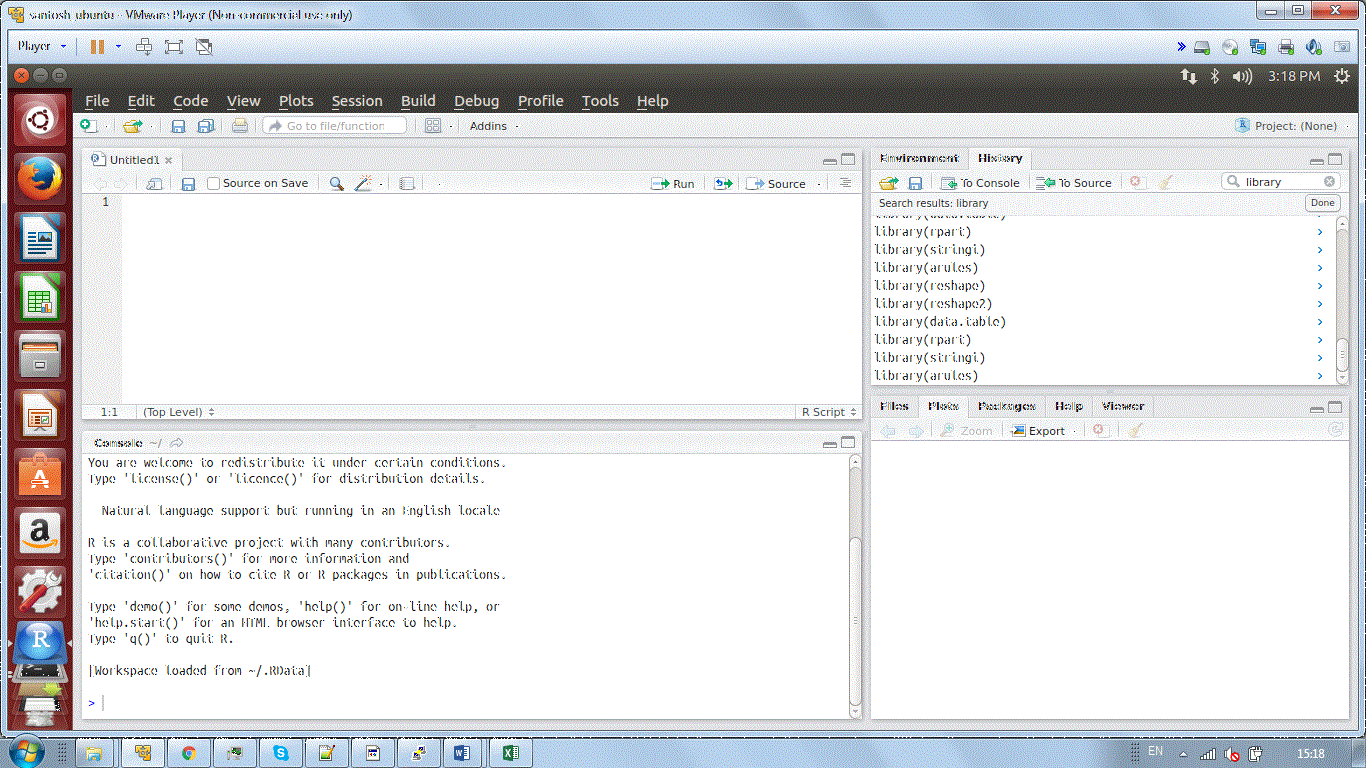 santosh_ubuntu - VMware Player (Non-commercial use only)
Player
3:18 PM
File Edit Code View Plots Session Build Debug Profile Tools Help
Go to file/function Addins Project: (None)
Untitled1
Source on Save Run Source
1
1:1 (Top Level) R Script
Console ~/
You are welcome to redistribute it under certain conditions.
Type 'license()' or 'licence()' for distribution details.
Natural language support but running in an English locale
R is a collaborative project with many contributors.
Type 'contributors()' for more information and
'citation()' on how to cite R or R packages in publications.
Type 'demo()' for some demos, 'help()' for on-line help, or
'help.start()' for an HTML browser interface to help.
Type 'q()' to quit R.
[Workspace loaded from ~/.RData]
>
Environment History
To Console To Source library
Search results: library Done
library(data.table)
library(rpart)
library(stringi)
library(arules)
library(reshape)
library(reshape2)
library(data.table)
library(rpart)
library(stringi)
library(arules)
Files Plots Packages Help Viewer
Zoom Export
EN 15:18